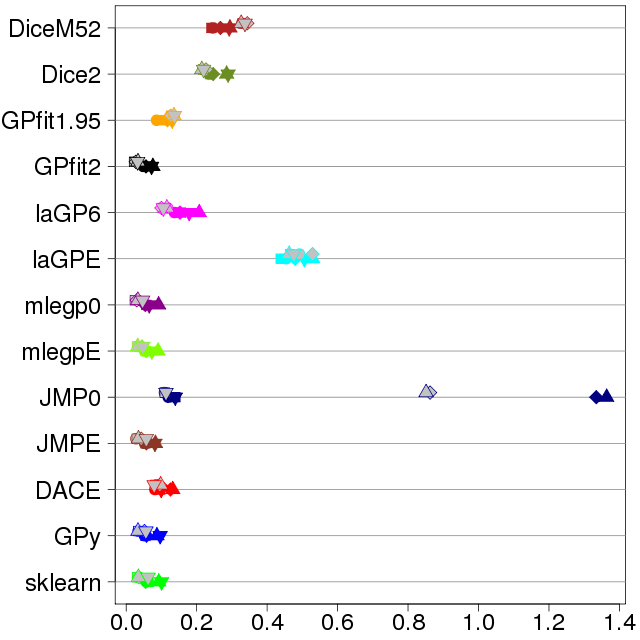 DiceM52
Dice2
GPfit1.95
GPfit2
laGP6
laGPE
mlegp0
mlegpE
JMP0
JMPE
DACE
GPy
sklearn
0.0 0.2 0.4 0.6 0.8 1.0 1.2 1.4